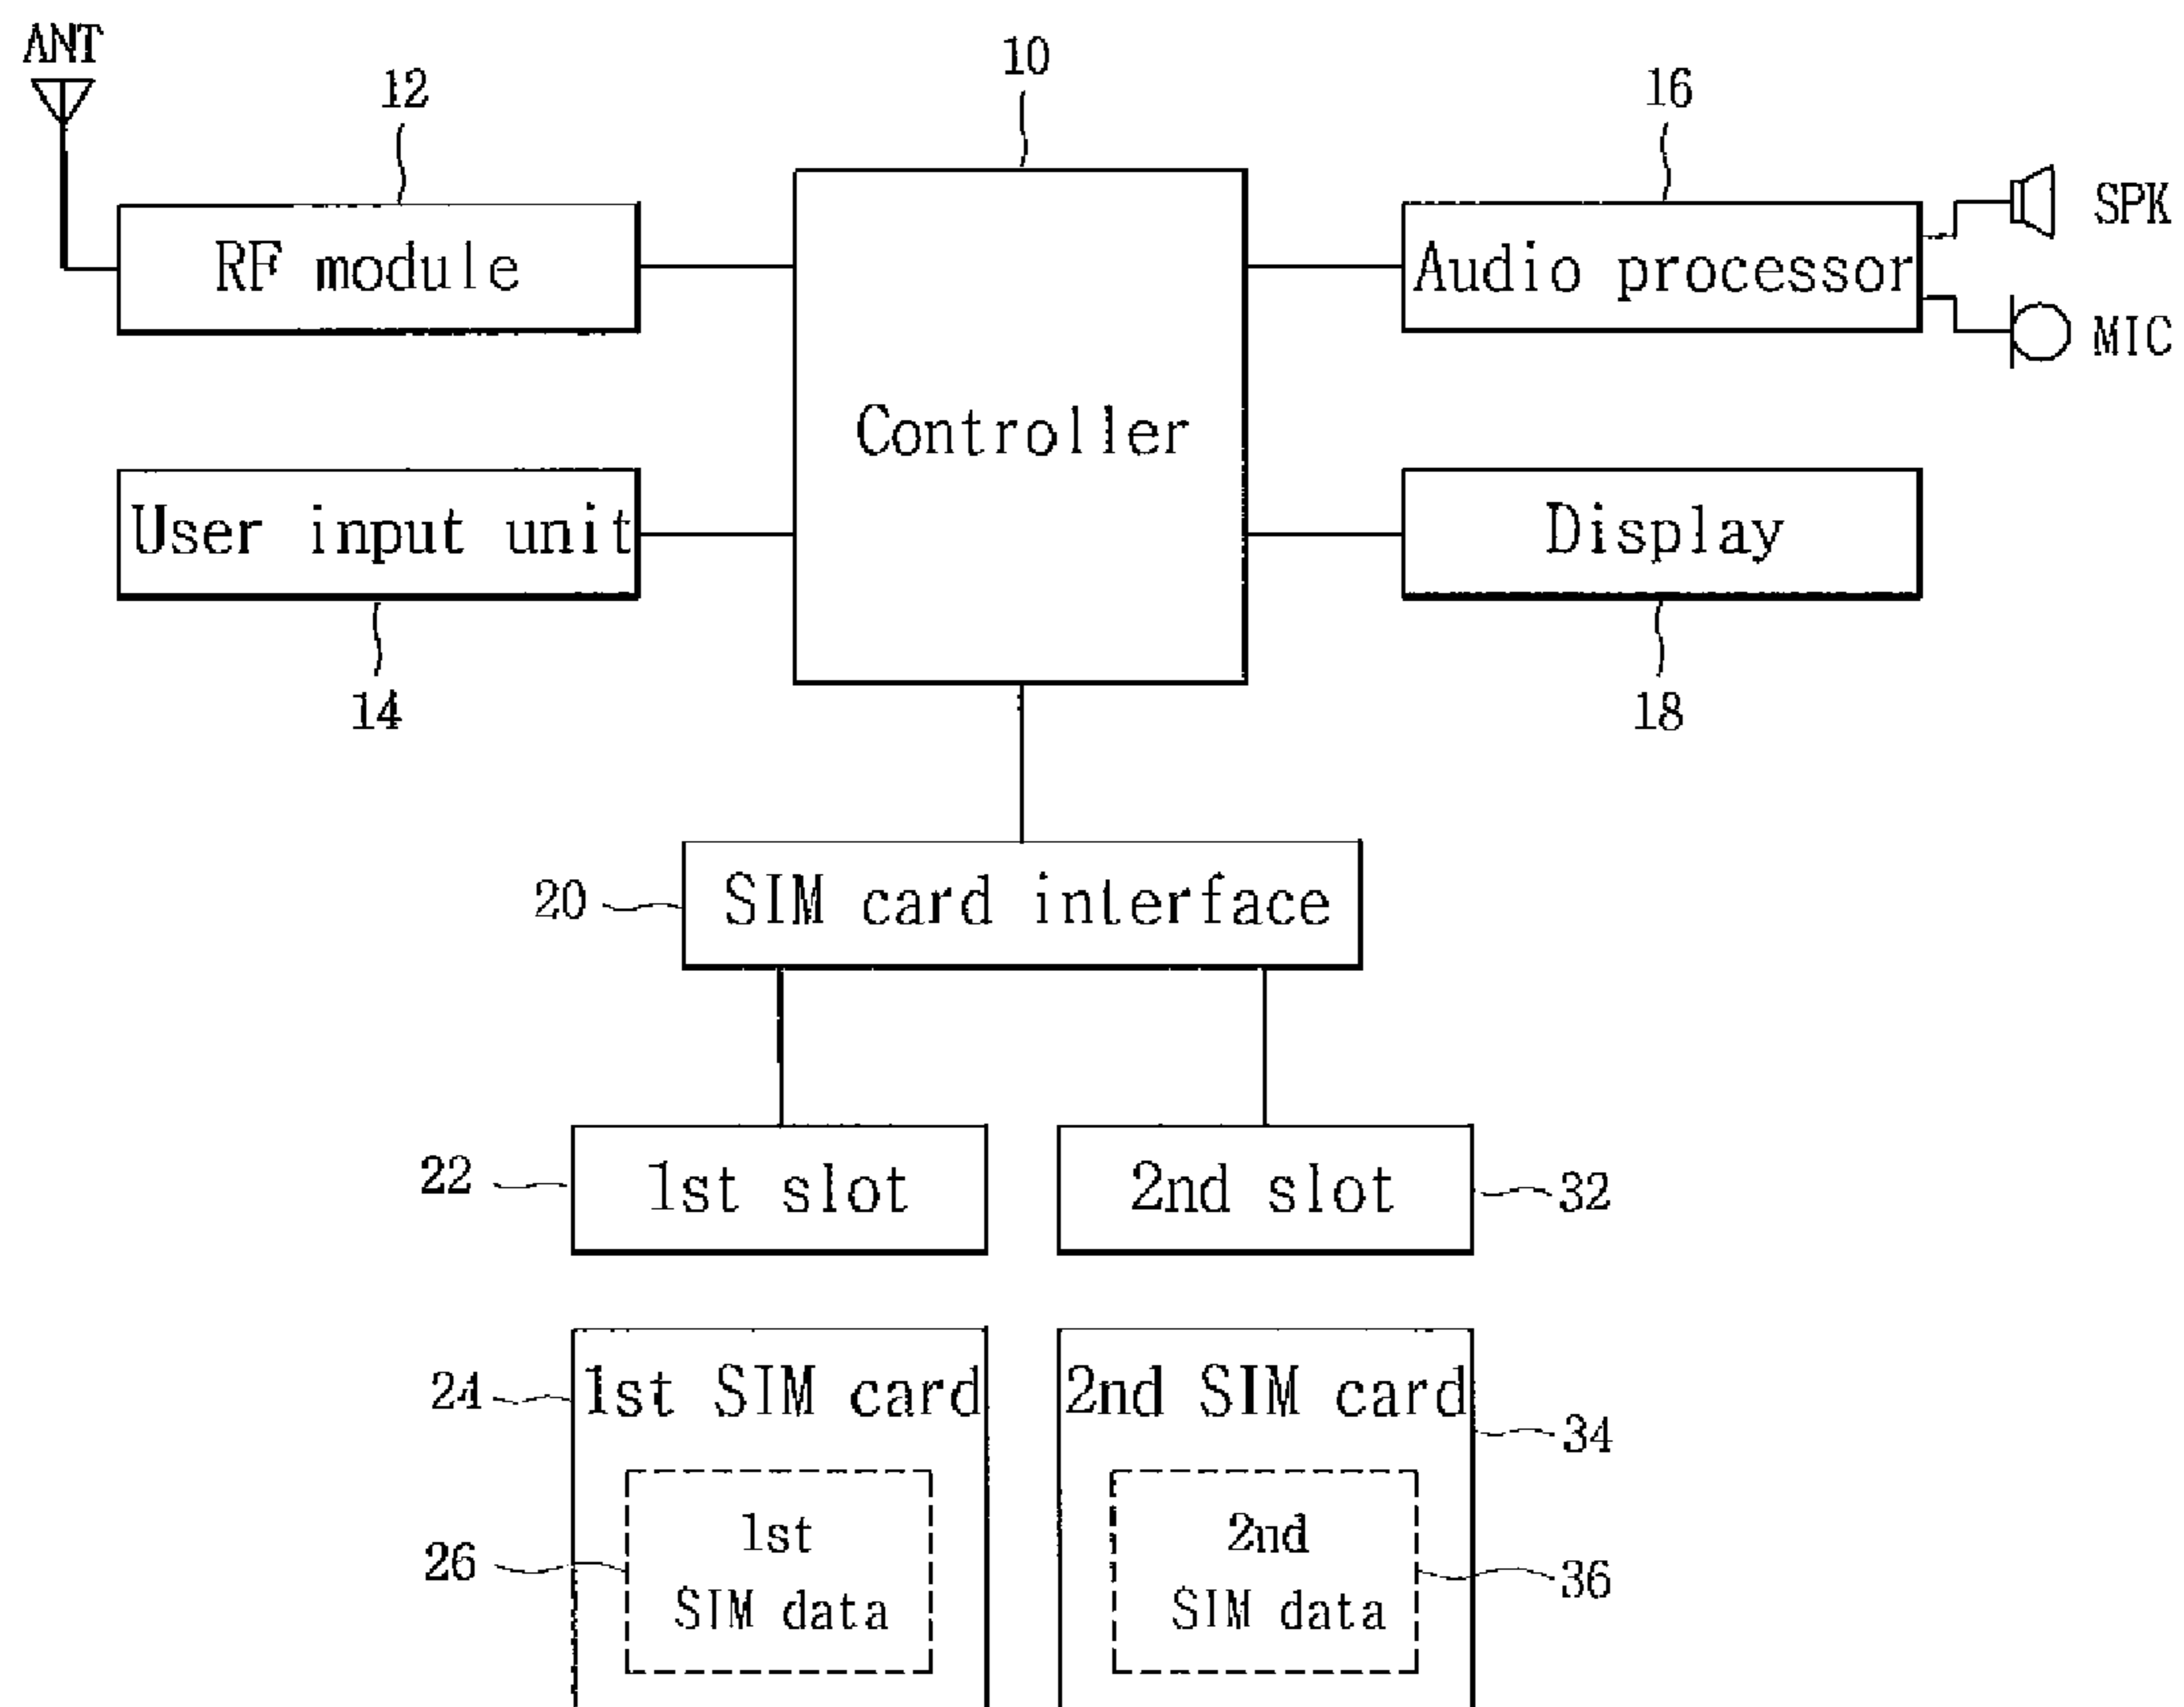 ANT
12
10
16
RF module
Audio processor
SPK
MIC
Controller
User input unit
Display
14
18
20
SIM card interface
22
1st slot
2nd slot
32
24
1st SIM card
2nd SIM card
34
26
1st
SIM data
2nd
SIM data
36